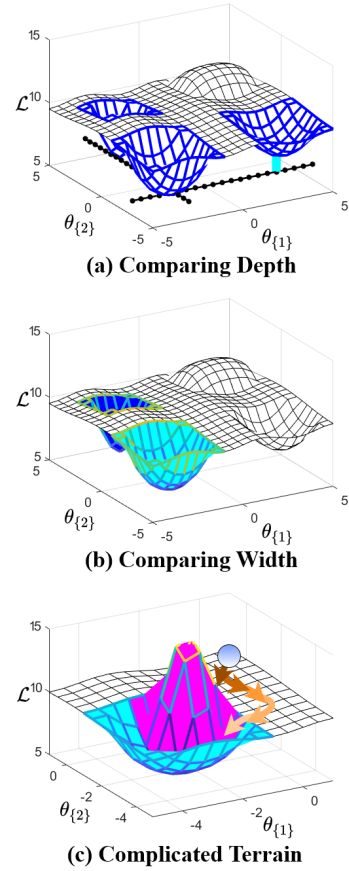 15
10
ℒ
5
5
0
θ{2}
-5
-5
0
θ{1}
5
(a) Comparing Depth
15
10
ℒ
5
5
0
θ{2}
-5
-5
0
θ{1}
5
(b) Comparing Width
15
10
ℒ
5
0
-2
θ{2}
-4
-4
-2
θ{1}
0
(c) Complicated Terrain